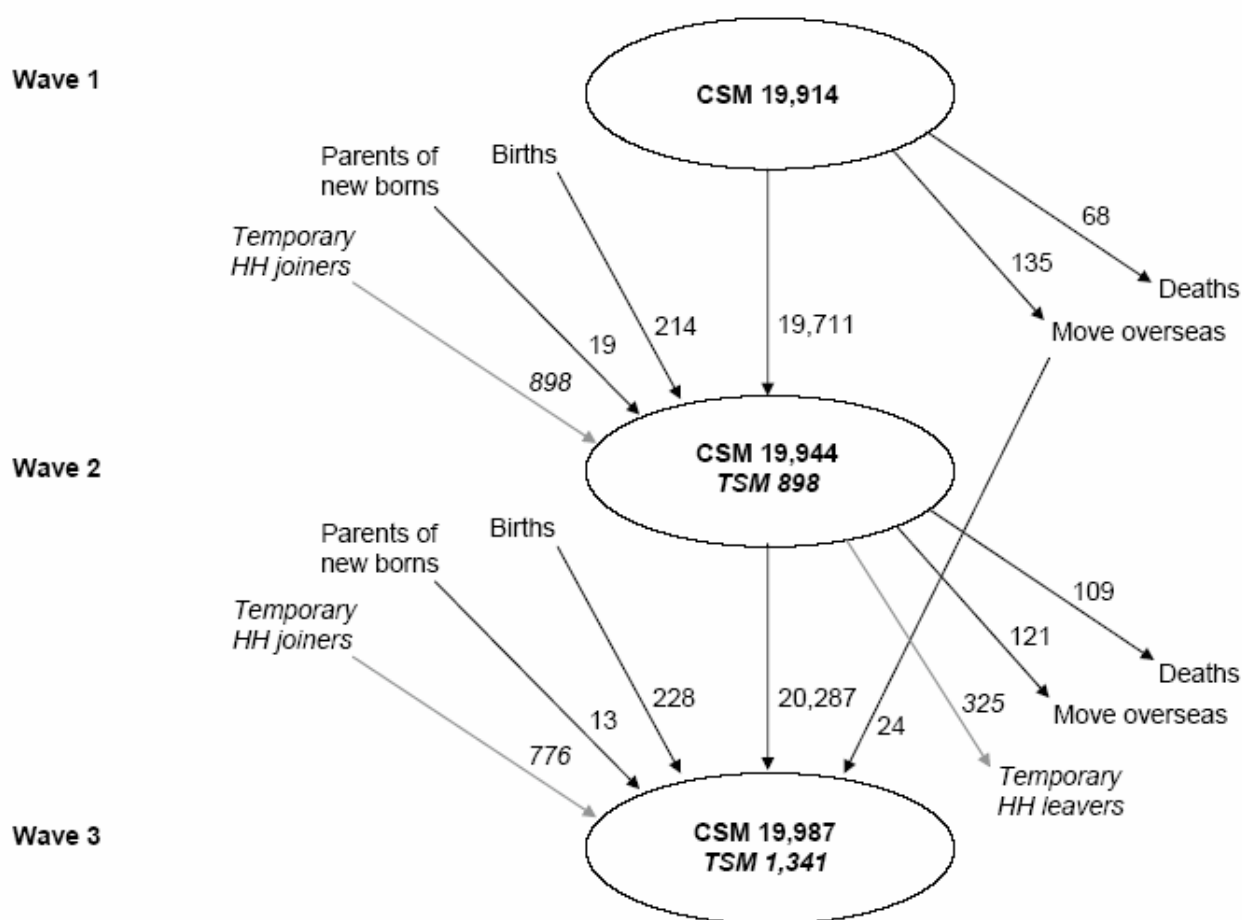 Wave 1
CSM 19,914
Parents of
new borns
Births
Temporary
HH joiners
68
135
Deaths
Move overseas
19,711
214
19
898
Wave 2
CSM 19,944
TSM 898
Parents of
new borns
Births
Temporary
HH joiners
109
121
Deaths
Move overseas
325
24
20,287
228
13
776
Temporary
HH leavers
Wave 3
CSM 19,987
TSM 1,341